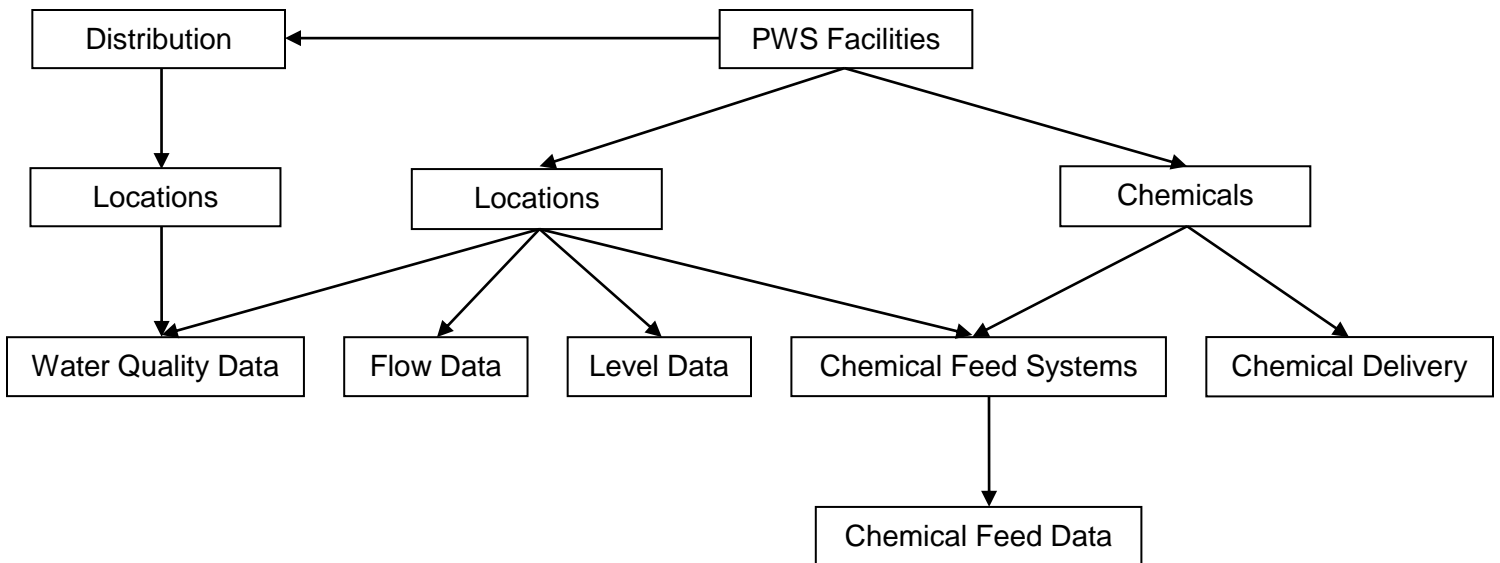 Distribution
PWS Facilities
Locations
Locations
Chemicals
Water Quality Data
Flow Data
Level Data
Chemical Feed Systems
Chemical Delivery
Chemical Feed Data